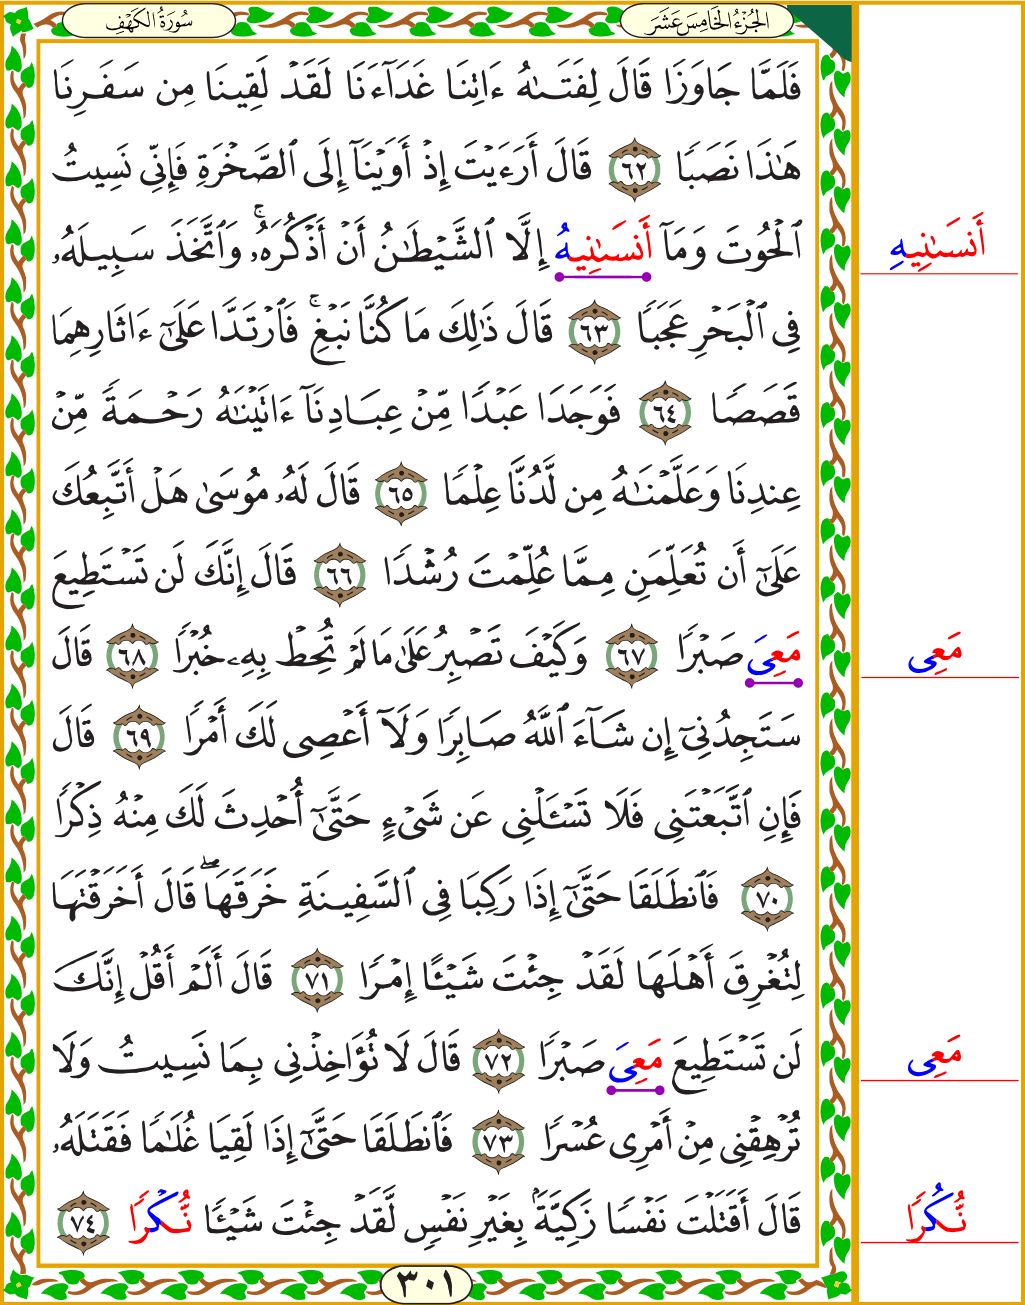 الجُزْءُ الخَامِسَ عَشَرَ
سُورَةُ الكَهْفِ
فَلَمَّا جَاوَزَا قَالَ لِفَتَىٰهُ ءَاتِنَا غَدَآءَنَا لَقَدْ لَقِينَا مِن سَفَرِنَا
هَٰذَا نَصَبًا ٦٢ قَالَ أَرَءَيْتَ إِذْ أَوَيْنَآ إِلَى ٱلصَّخْرَةِ فَإِنِّى نَسِيتُ
ٱلْحُوتَ وَمَآ أَنسَىٰنِيهُ إِلَّا ٱلشَّيْطَٰنُ أَنْ أَذْكُرَهُۥ ۚ وَٱتَّخَذَ سَبِيلَهُۥ
أَنسَىٰنِيهِ
فِى ٱلْبَحْرِ عَجَبًا ٦٣ قَالَ ذَٰلِكَ مَا كُنَّا نَبْغِ ۚ فَٱرْتَدَّا عَلَىٰٓ ءَاثَارِهِمَا
قَصَصًا ٦٤ فَوَجَدَا عَبْدًا مِّنْ عِبَادِنَآ ءَاتَيْنَٰهُ رَحْمَةً مِّنْ
عِندِنَا وَعَلَّمْنَٰهُ مِن لَّدُنَّا عِلْمًا ٦٥ قَالَ لَهُۥ مُوسَىٰ هَلْ أَتَّبِعُكَ
عَلَىٰٓ أَن تُعَلِّمَنِ مِمَّا عُلِّمْتَ رُشْدًا ٦٦ قَالَ إِنَّكَ لَن تَسْتَطِيعَ
مَعِىَ صَبْرًا ٦٧ وَكَيْفَ تَصْبِرُ عَلَىٰ مَا لَمْ تُحِطْ بِهِۦ خُبْرًا ٦٨ قَالَ
مَعِى
سَتَجِدُنِىٓ إِن شَآءَ ٱللَّهُ صَابِرًا وَلَآ أَعْصِى لَكَ أَمْرًا ٦٩ قَالَ
فَإِنِ ٱتَّبَعْتَنِى فَلَا تَسْـَٔلْنِى عَن شَىْءٍ حَتَّىٰٓ أُحْدِثَ لَكَ مِنْهُ ذِكْرًا
٧٠ فَٱنطَلَقَا حَتَّىٰٓ إِذَا رَكِبَا فِى ٱلسَّفِينَةِ خَرَقَهَا ۖ قَالَ أَخَرَقْتَهَا
لِتُغْرِقَ أَهْلَهَا لَقَدْ جِئْتَ شَيْـًٔا إِمْرًا ٧١ قَالَ أَلَمْ أَقُلْ إِنَّكَ
لَن تَسْتَطِيعَ مَعِىَ صَبْرًا ٧٢ قَالَ لَا تُؤَاخِذْنِى بِمَا نَسِيتُ وَلَا
مَعِى
تُرْهِقْنِى مِنْ أَمْرِى عُسْرًا ٧٣ فَٱنطَلَقَا حَتَّىٰٓ إِذَا لَقِيَا غُلَٰمًا فَقَتَلَهُۥ
قَالَ أَقَتَلْتَ نَفْسًا زَكِيَّةًۢ بِغَيْرِ نَفْسٍ لَّقَدْ جِئْتَ شَيْـًٔا نُّكْرًا ٧٤
نُّكُرًا
٣٠١